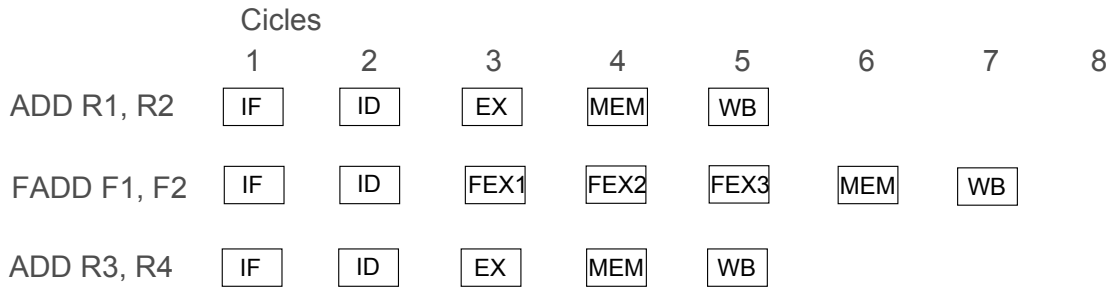 Cicles
1 2 3 4 5 6 7 8
ADD R1, R2 IF ID EX MEM WB
FADD F1, F2 IF ID FEX1 FEX2 FEX3 MEM WB
ADD R3, R4 IF ID EX MEM WB